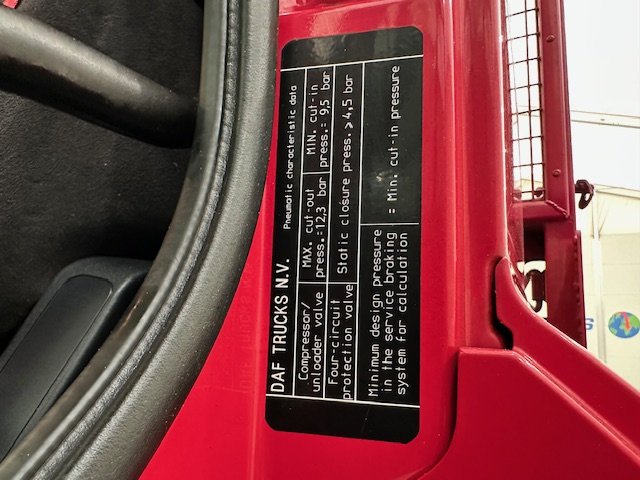 DAF TRUCKS N.V. Pneumatic characteristic data
Compressor/ MAX. cut-out MIN. cut-in
unloader valve press.=12,3 bar press.= 9,5 bar
Four-circuit
protection valve Static closure press. ⩾4,5 bar
Minimum design pressure
in the service braking = Min. cut-in pressure
system for calculation